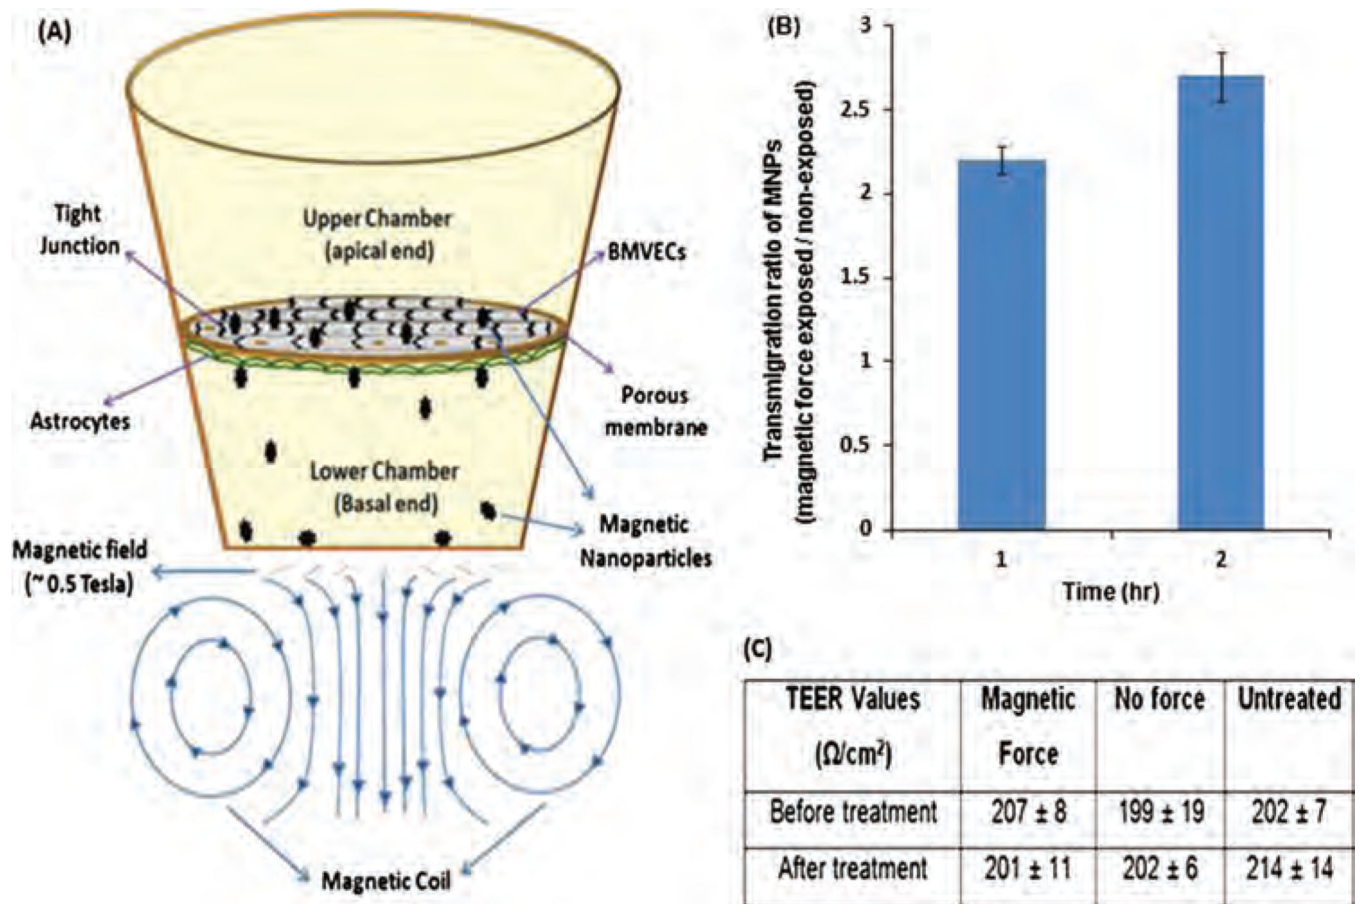 (A)
Tight
Junction
Upper Chamber
(apical end)
BMVECs
Astrocytes
Porous
membrane
Lower Chamber
(Basal end)
Magnetic
Nanoparticles
Magnetic field
(~ 0.5 Tesla)
Magnetic Coil
(B)
Transmigration ratio of MNPs
(magnetic force exposed / non-exposed)
3
2.5
2
1.5
1
0.5
0
1 2
Time (hr)
(C)
TEER Values (Ω/cm²) Magnetic Force No force Untreated
Before treatment 207 ± 8 199 ± 19 202 ± 7
After treatment 201 ± 11 202 ± 6 214 ± 14